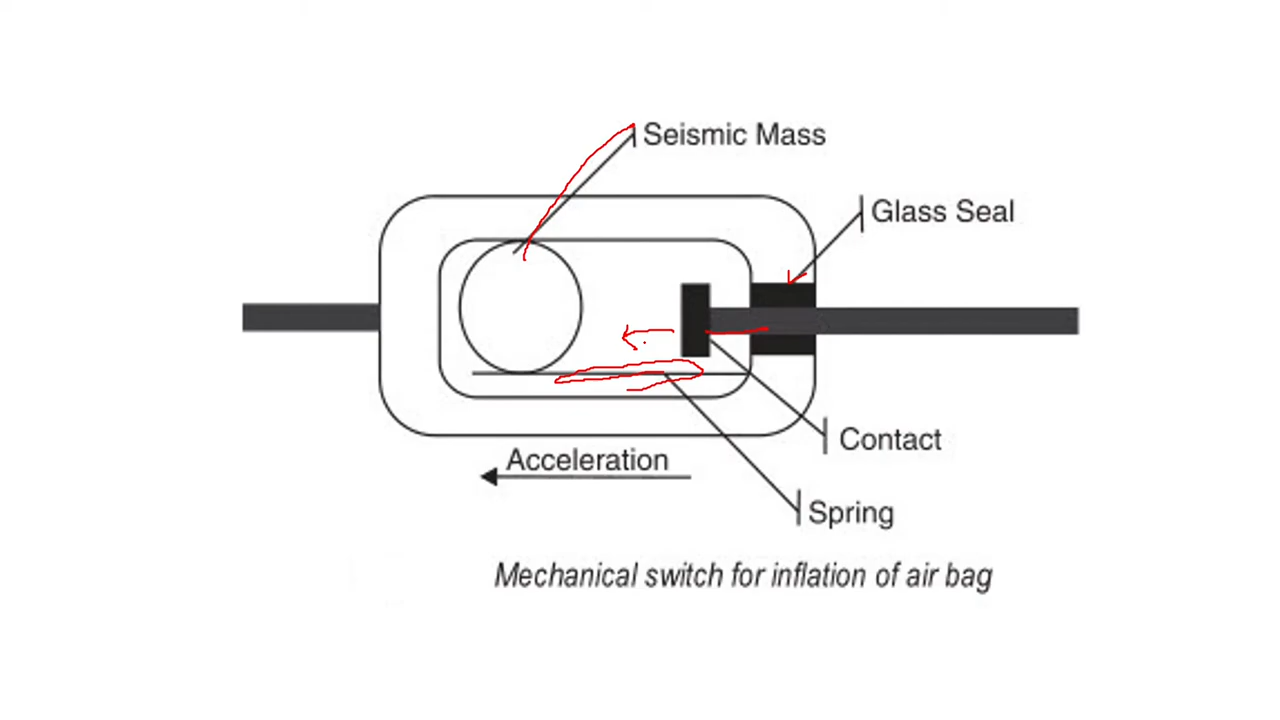 Seismic Mass
Glass Seal
Contact
Acceleration
Spring
Mechanical switch for inflation of air bag